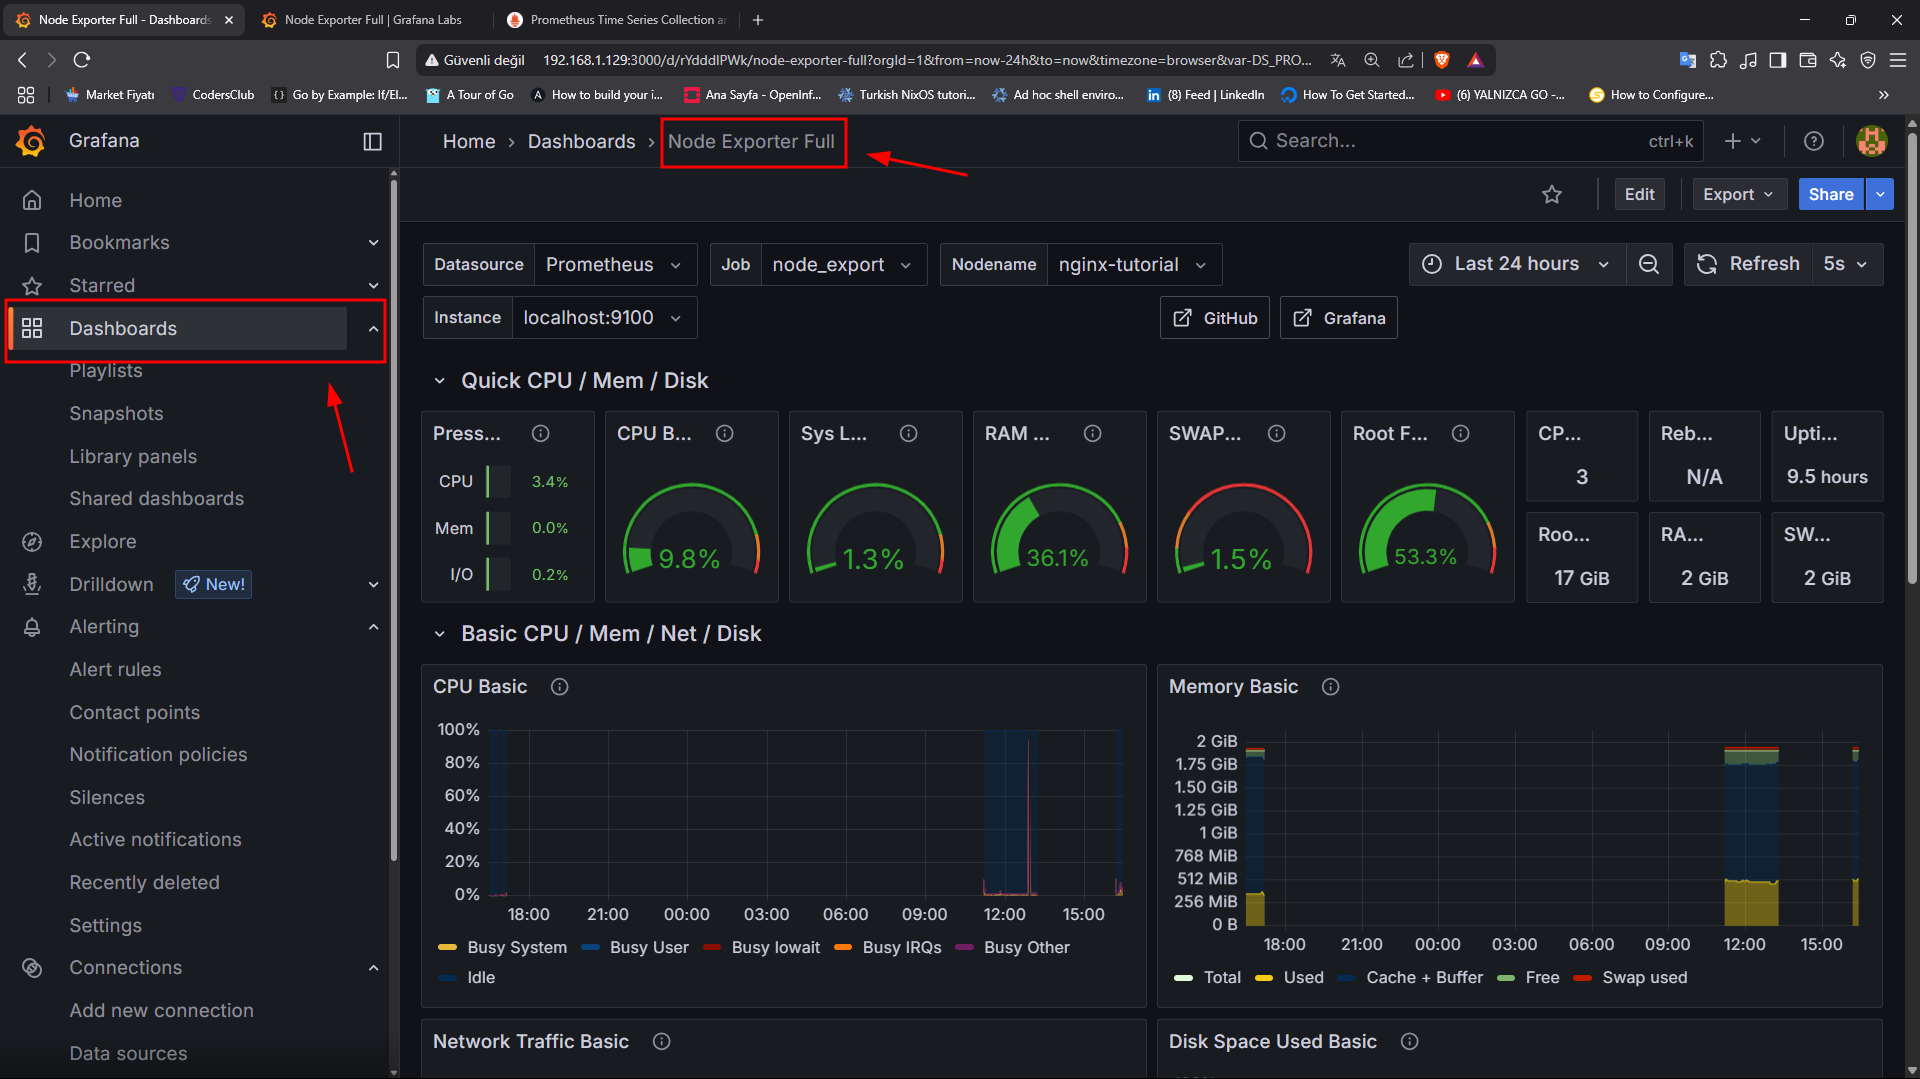 Node Exporter Full - Dashboards
Node Exporter Full | Grafana Labs
Prometheus Time Series Collection a
Güvenli değil
192.168.1.129:3000/d/rYdddlPWk/node-exporter-full?orgId=1&from=now-24h&to=now&timezone=browser&var-DS_PRO...
Market Fiyatı
CodersClub
Go by Example: If/El...
A Tour of Go
How to build your i...
Ana Sayfa - OpenInf...
Turkish NixOS tutori...
Ad hoc shell enviro...
(8) Feed | LinkedIn
How To Get Started...
(6) YALNIZCA GO -...
How to Configure...
Grafana
Home › Dashboards › Node Exporter Full
Search...
ctrl+k
Edit
Export
Share
Home
Bookmarks
Starred
Dashboards
Playlists
Snapshots
Library panels
Shared dashboards
Explore
Drilldown
New!
Alerting
Alert rules
Contact points
Notification policies
Silences
Active notifications
Recently deleted
Settings
Connections
Add new connection
Data sources
Datasource Prometheus
Job node_export
Nodename nginx-tutorial
Last 24 hours
Refresh 5s
Instance localhost:9100
GitHub
Grafana
Quick CPU / Mem / Disk
Press...
CPU 3.4%
Mem 0.0%
I/O 0.2%
CPU B...
9.8%
Sys L...
1.3%
RAM ...
36.1%
SWAP...
1.5%
Root F...
53.3%
CP...
3
Reb...
N/A
Upti...
9.5 hours
Roo...
17 GiB
RA...
2 GiB
SW...
2 GiB
Basic CPU / Mem / Net / Disk
CPU Basic
100%
80%
60%
40%
20%
0%
18:00 21:00 00:00 03:00 06:00 09:00 12:00 15:00
Busy System Busy User Busy Iowait Busy IRQs Busy Other
Idle
Memory Basic
2 GiB
1.75 GiB
1.50 GiB
1.25 GiB
1 GiB
768 MiB
512 MiB
256 MiB
0 B
18:00 21:00 00:00 03:00 06:00 09:00 12:00 15:00
Total Used Cache + Buffer Free Swap used
Network Traffic Basic
Disk Space Used Basic